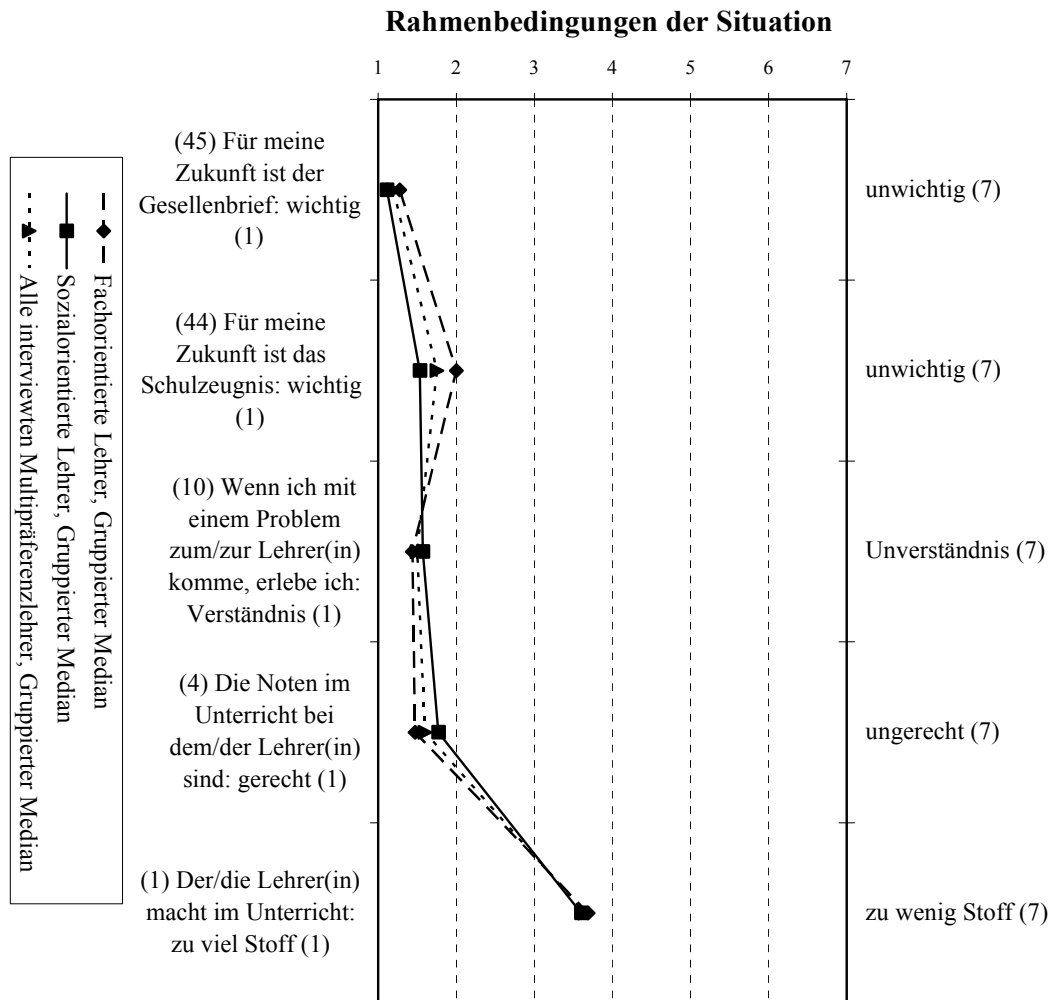 Rahmenbedingungen der Situation
1 2 3 4 5 6 7
(45) Für meine
Zukunft ist der
Gesellenbrief: wichtig
(1)
unwichtig (7)
(44) Für meine
Zukunft ist das
Schulzeugnis: wichtig
(1)
unwichtig (7)
(10) Wenn ich mit
einem Problem
zum/zur Lehrer(in)
komme, erlebe ich:
Verständnis (1)
Unverständnis (7)
(4) Die Noten im
Unterricht bei
dem/der Lehrer(in)
sind: gerecht (1)
ungerecht (7)
(1) Der/die Lehrer(in)
macht im Unterricht:
zu viel Stoff (1)
zu wenig Stoff (7)
Fachorientierte Lehrer, Gruppierter Median
Sozialorientierte Lehrer, Gruppierter Median
Alle interviewten Multipräferenzlehrer, Gruppierter Median